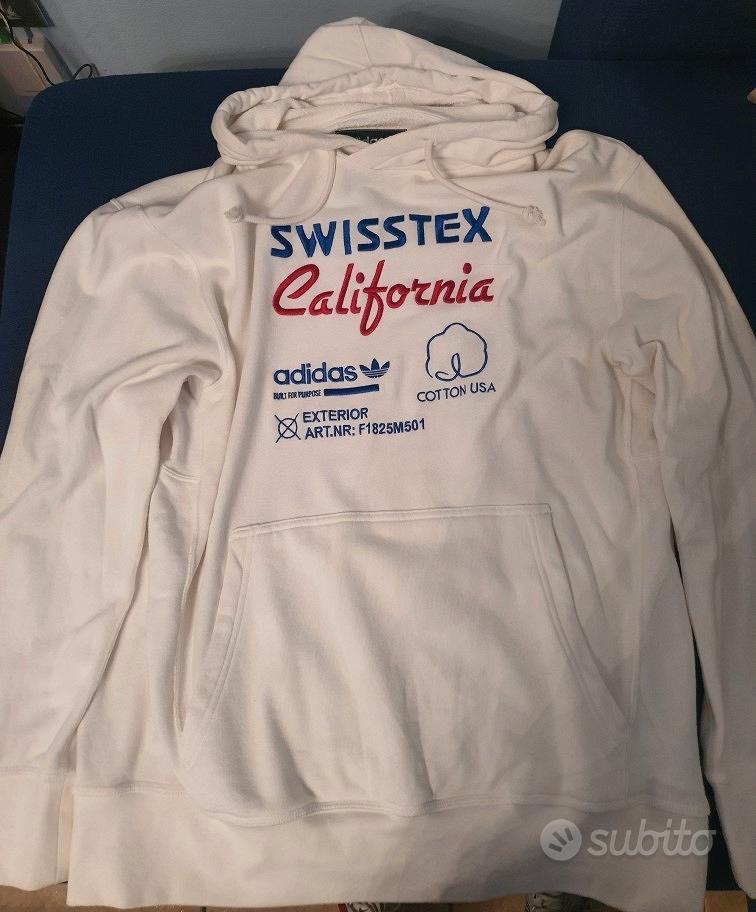 SWISSTEX
California
adidas
BUILT FOR PURPOSE
COTTON USA
EXTERIOR
ART.NR: F1825M501
subito